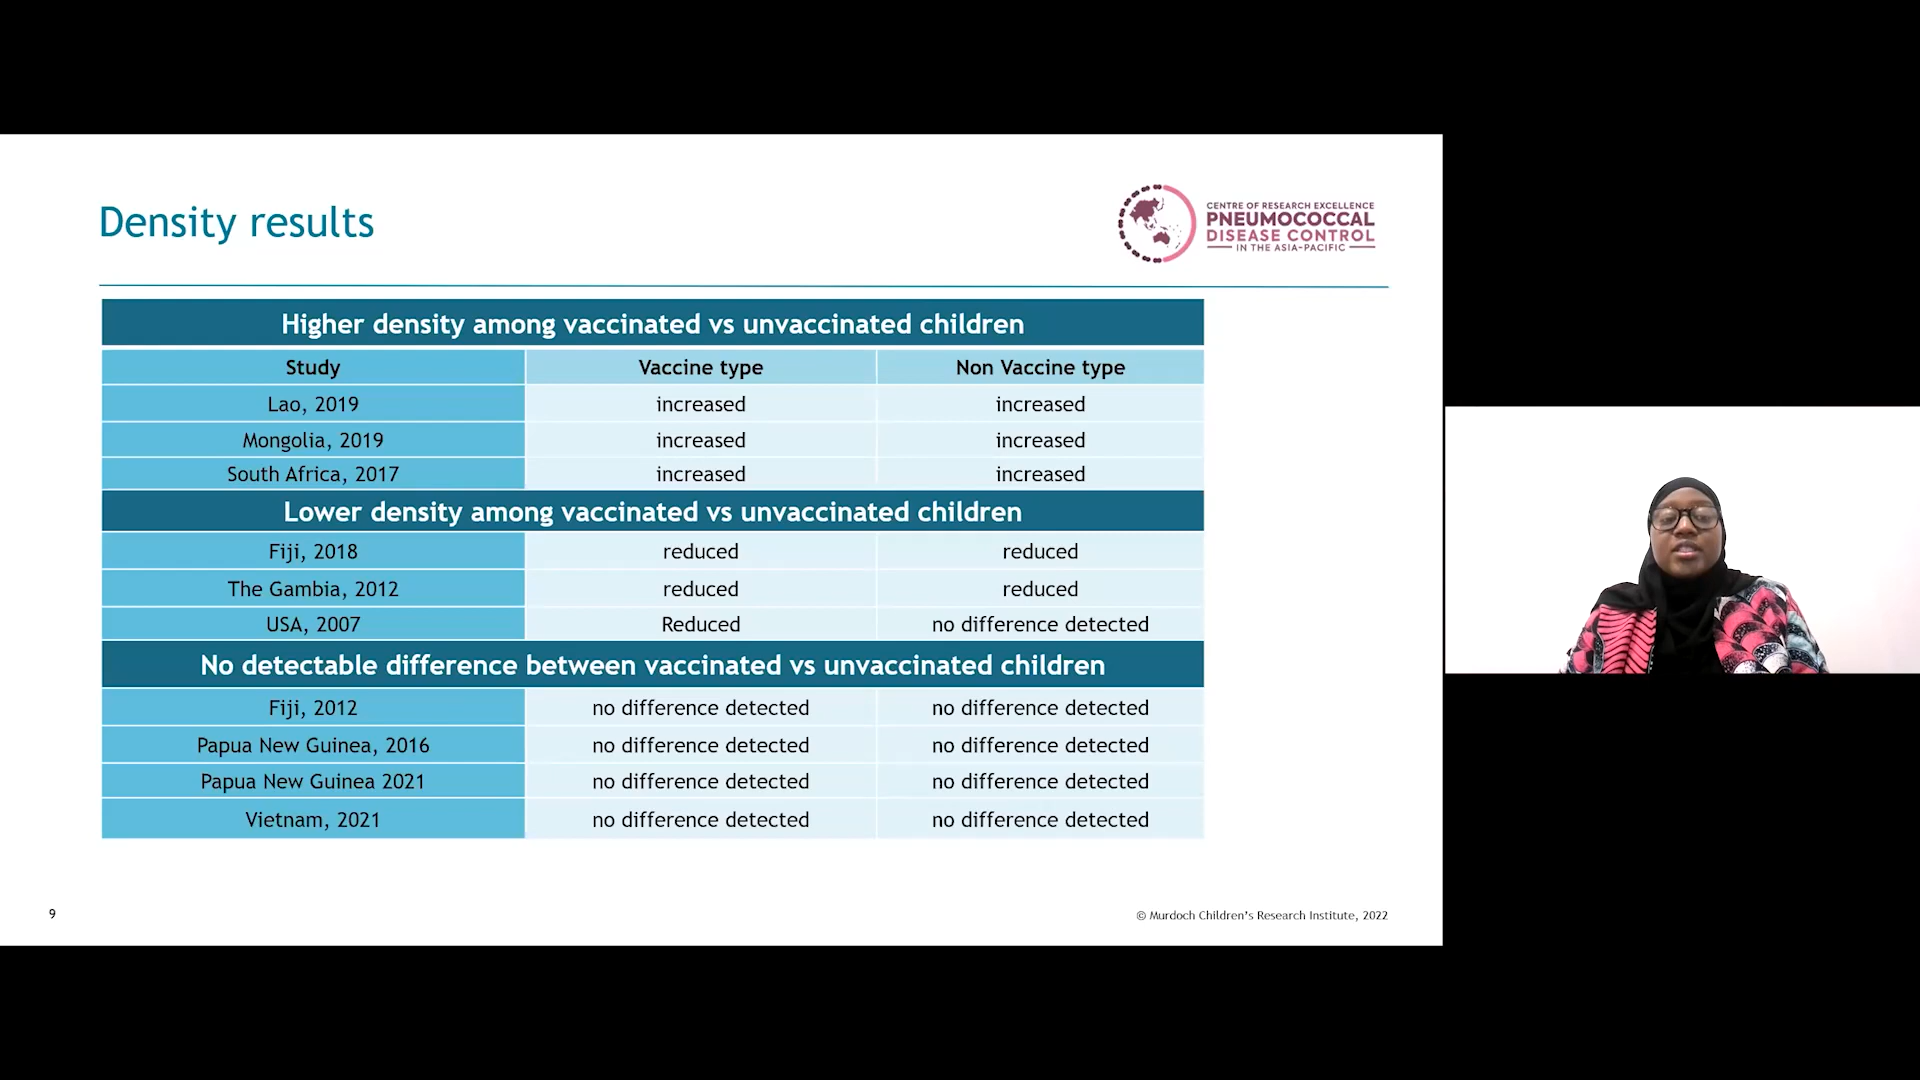 Density results
CENTRE OF RESEARCH EXCELLENCE
PNEUMOCOCCAL
DISEASE CONTROL
IN THE ASIA-PACIFIC
Higher density among vaccinated vs unvaccinated children
Study Vaccine type Non Vaccine type
Lao, 2019 increased increased
Mongolia, 2019 increased increased
South Africa, 2017 increased increased
Lower density among vaccinated vs unvaccinated children
Fiji, 2018 reduced reduced
The Gambia, 2012 reduced reduced
USA, 2007 Reduced no difference detected
No detectable difference between vaccinated vs unvaccinated children
Fiji, 2012 no difference detected no difference detected
Papua New Guinea, 2016 no difference detected no difference detected
Papua New Guinea 2021 no difference detected no difference detected
Vietnam, 2021 no difference detected no difference detected
9
© Murdoch Children's Research Institute, 2022